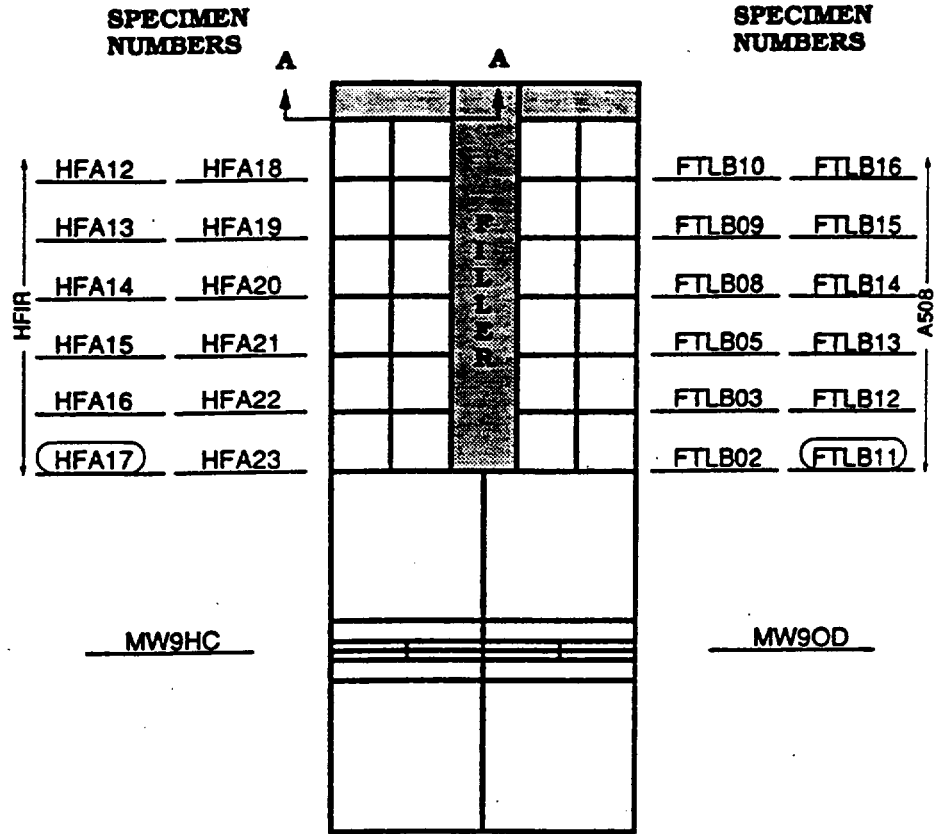 SPECIMEN NUMBERS
SPECIMEN NUMBERS
A A
HFIR
A508
FILLER
HFA12 HFA18 FTLB10 FTLB16
HFA13 HFA19 FTLB09 FTLB15
HFA14 HFA20 FTLB08 FTLB14
HFA15 HFA21 FTLB05 FTLB13
HFA16 HFA22 FTLB03 FTLB12
HFA17 HFA23 FTLB02 FTLB11
MW9HC MW9OD